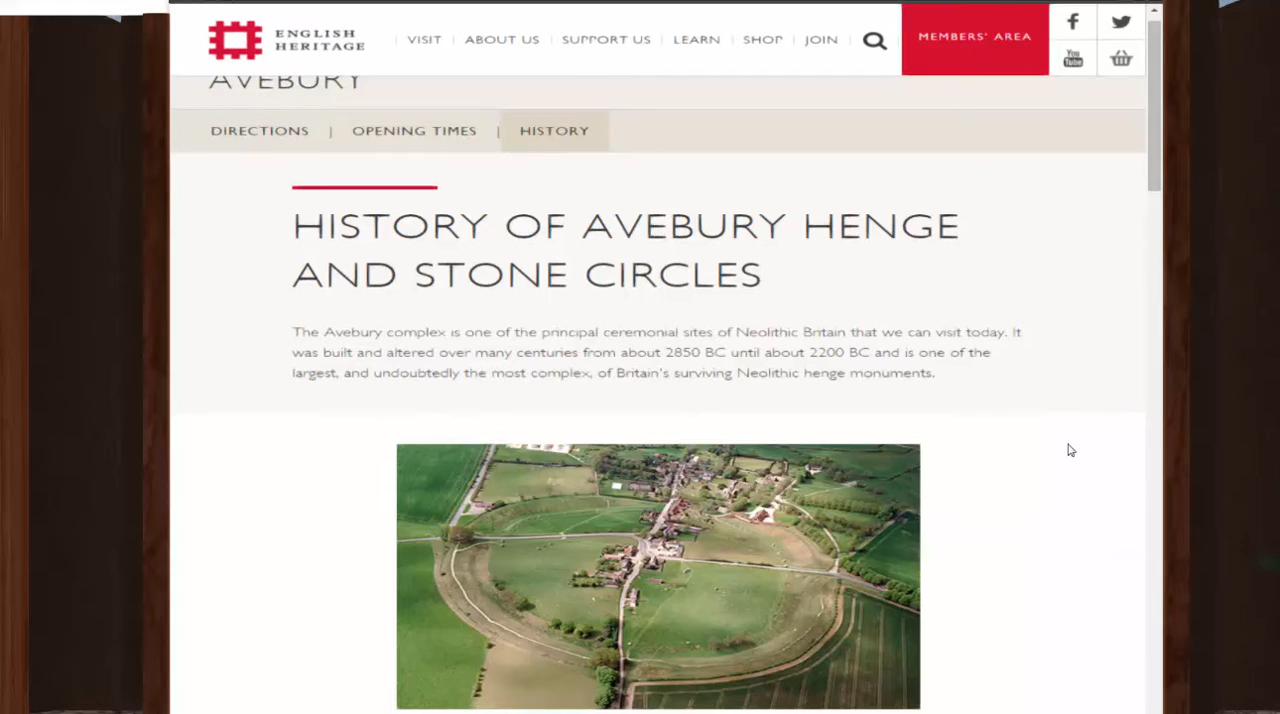 ENGLISH
HERITAGE
VISIT
ABOUT US
SUPPORT US
LEARN
SHOP
JOIN
MEMBERS' AREA
You
Tube
AVEBURY
DIRECTIONS | OPENING TIMES | HISTORY
HISTORY OF AVEBURY HENGE
AND STONE CIRCLES
The Avebury complex is one of the principal ceremonial sites of Neolithic Britain that we can visit today. It
was built and altered over many centuries from about 2850 BC until about 2200 BC and is one of the
largest, and undoubtedly the most complex, of Britain's surviving Neolithic henge monuments.